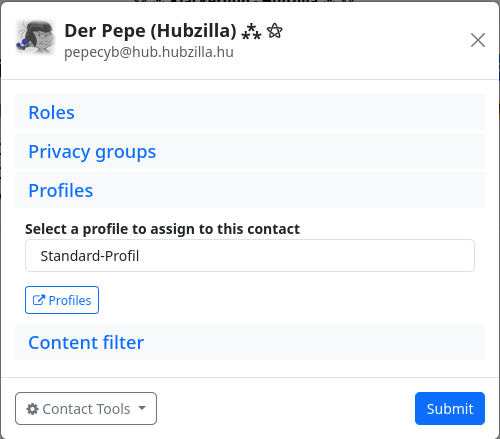 Der Pepe (Hubzilla) ⁂ ⚝
pepecyb@hub.hubzilla.hu
Roles
Privacy groups
Profiles
Select a profile to assign to this contact
Standard-Profil
Profiles
Content filter
Contact Tools
Submit